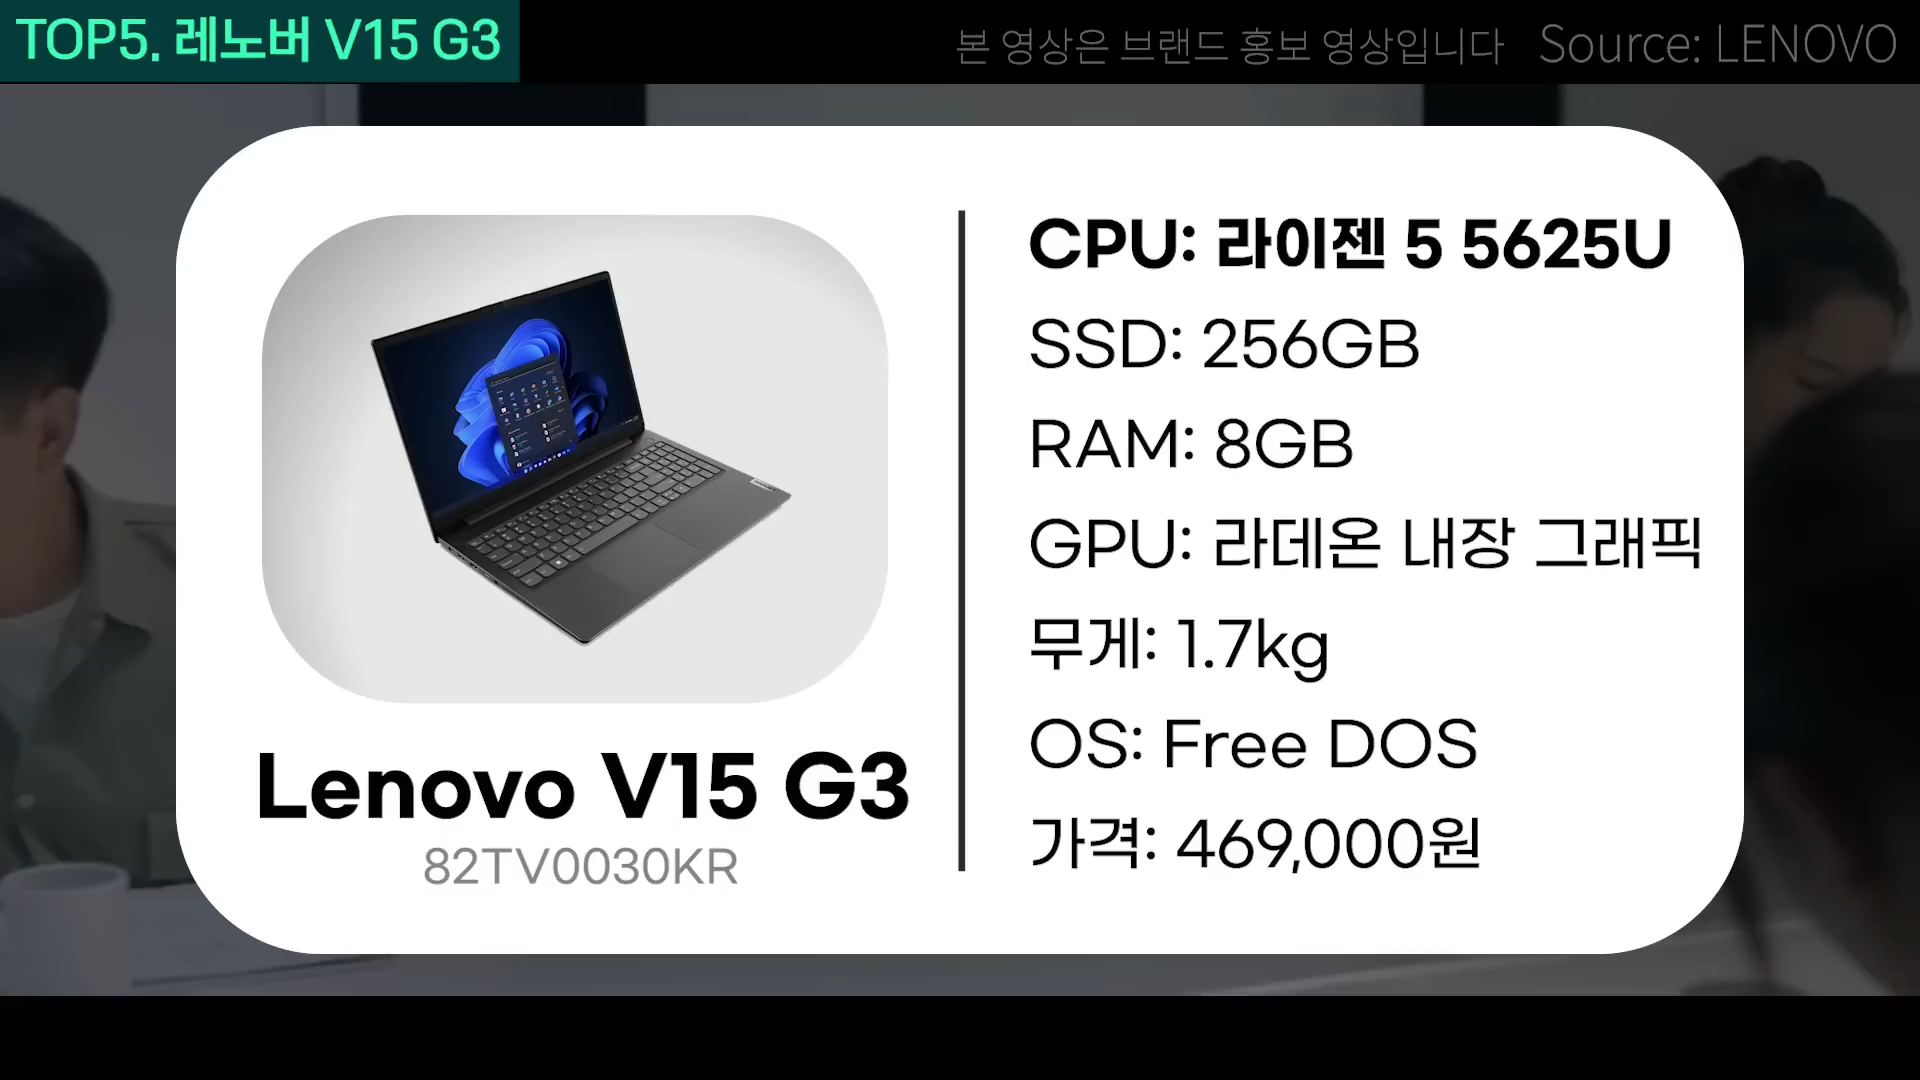 TOP5. 레노버 V15 G3
본 영상은 브랜드 홍보 영상입니다 Source: LENOVO
Lenovo V15 G3
82TV0030KR
CPU: 라이젠 5 5625U
SSD: 256GB
RAM: 8GB
GPU: 라데온 내장 그래픽
무게: 1.7kg
OS: Free DOS
가격: 469,000원